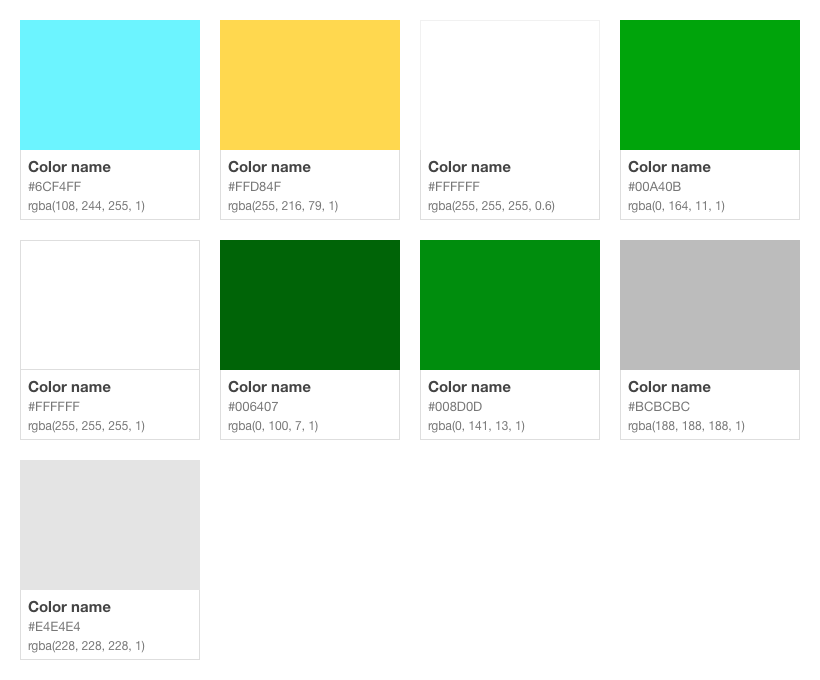 Color name
#6CF4FF
rgba(108, 244, 255, 1)
Color name
#FFD84F
rgba(255, 216, 79, 1)
Color name
#FFFFFF
rgba(255, 255, 255, 0.6)
Color name
#00A40B
rgba(0, 164, 11, 1)
Color name
#FFFFFF
rgba(255, 255, 255, 1)
Color name
#006407
rgba(0, 100, 7, 1)
Color name
#008D0D
rgba(0, 141, 13, 1)
Color name
#BCBCBC
rgba(188, 188, 188, 1)
Color name
#E4E4E4
rgba(228, 228, 228, 1)